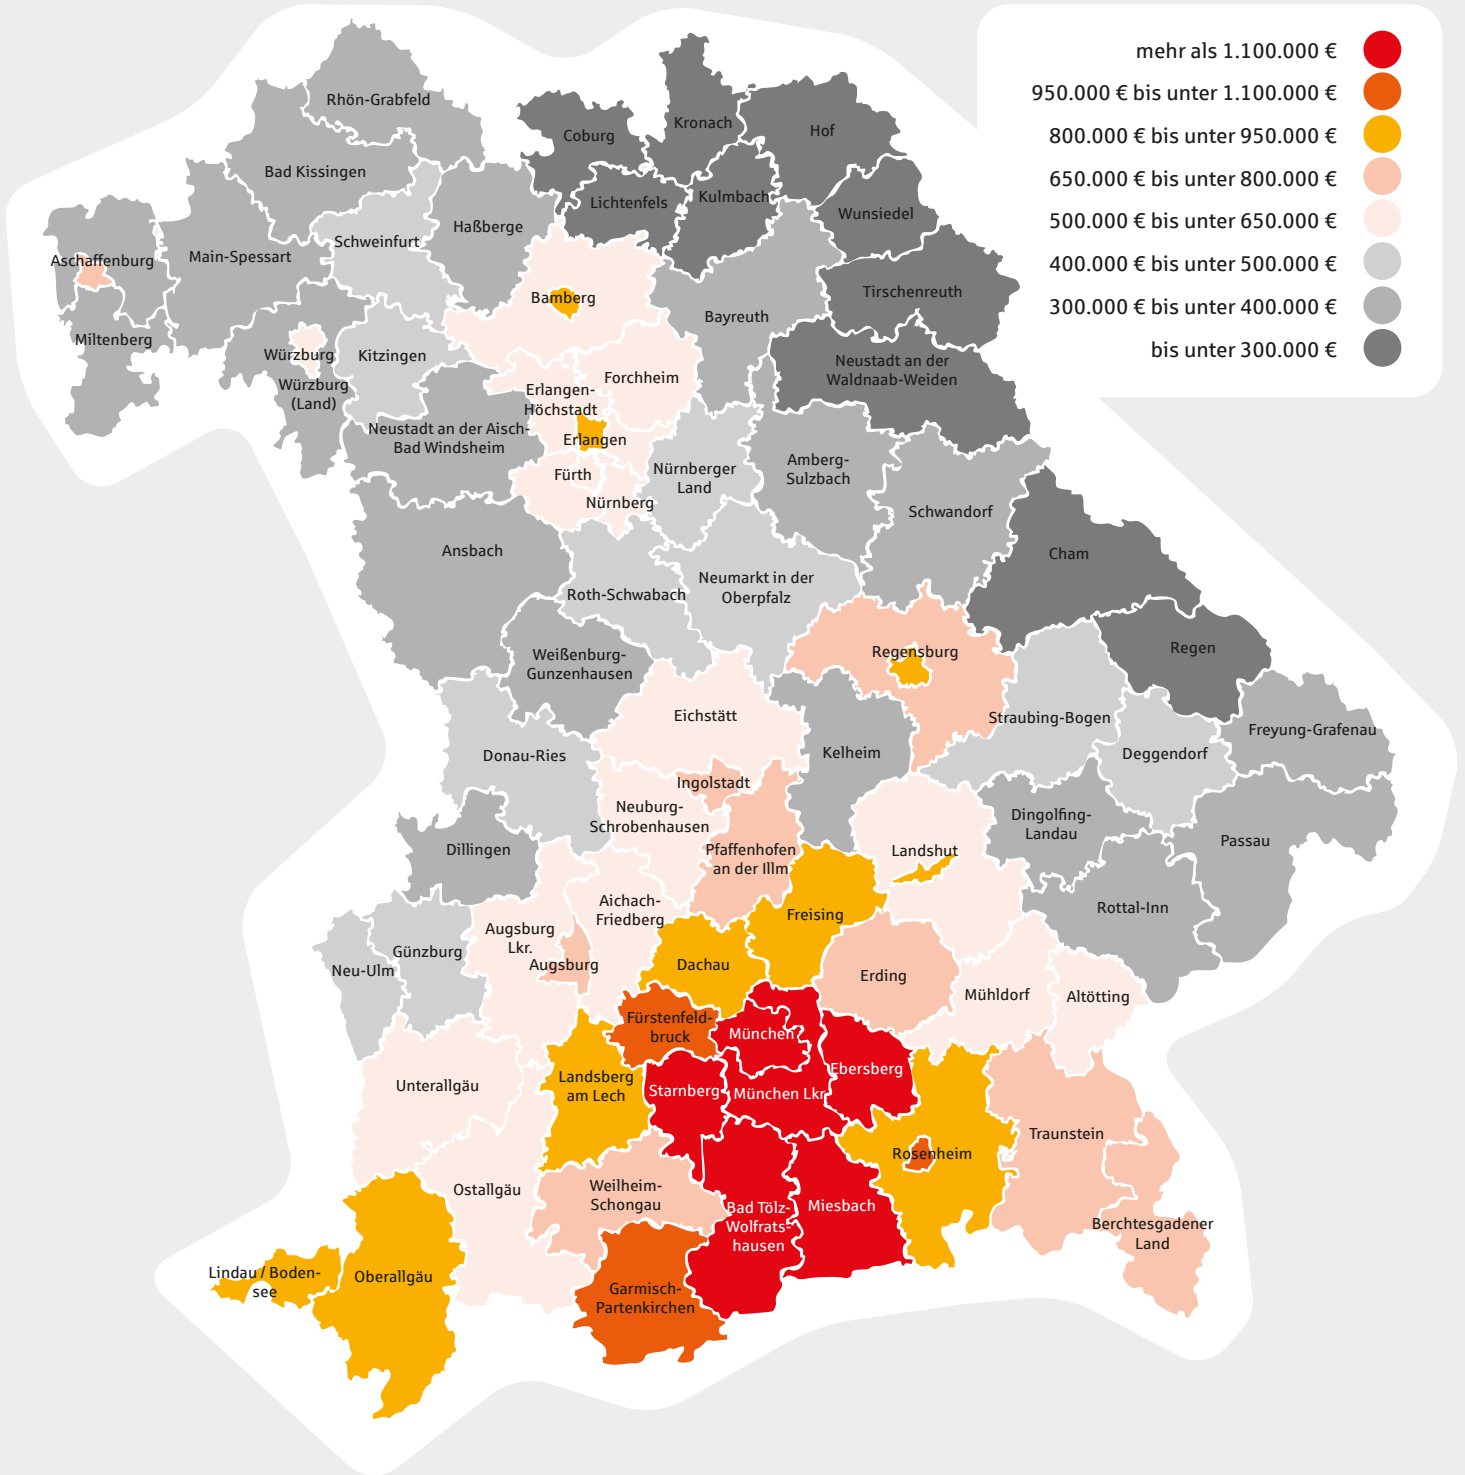 mehr als 1.100.000 €
950.000 € bis unter 1.100.000 €
800.000 € bis unter 950.000 €
650.000 € bis unter 800.000 €
500.000 € bis unter 650.000 €
400.000 € bis unter 500.000 €
300.000 € bis unter 400.000 €
bis unter 300.000 €
Rhön-Grabfeld
Coburg
Kronach
Hof
Bad Kissingen
Lichtenfels
Kulmbach
Wunsiedel
Haßberge
Schweinfurt
Main-Spessart
Aschaffenburg
Bamberg
Tirschenreuth
Bayreuth
Miltenberg
Würzburg
Kitzingen
Würzburg
(Land)
Forchheim
Erlangen-
Höchstadt
Neustadt an der
Waldnaab-Weiden
Neustadt an der Aisch-
Bad Windsheim
Erlangen
Fürth
Nürnberg
Nürnberger
Land
Amberg-
Sulzbach
Schwandorf
Cham
Ansbach
Roth-Schwabach
Neumarkt in der
Oberpfalz
Regensburg
Regen
Weißenburg-
Gunzenhausen
Eichstätt
Straubing-Bogen
Freyung-Grafenau
Deggendorf
Donau-Ries
Kelheim
Ingolstadt
Neuburg-
Schrobenhausen
Dingolfing-
Landau
Passau
Dillingen
Pfaffenhofen
an der Illm
Landshut
Aichach-
Friedberg
Freising
Rottal-Inn
Augsburg
Lkr.
Günzburg
Neu-Ulm
Augsburg
Dachau
Erding
Mühldorf
Altötting
Fürstenfeld-
bruck
München
Ebersberg
Unterallgäu
Landsberg
am Lech
Starnberg
München Lkr.
Traunstein
Rosenheim
Ostallgäu
Weilheim-
Schongau
Bad Tölz-
Wolfrats-
hausen
Miesbach
Berchtesgadener
Land
Lindau / Boden-
see
Oberallgäu
Garmisch-
Partenkirchen